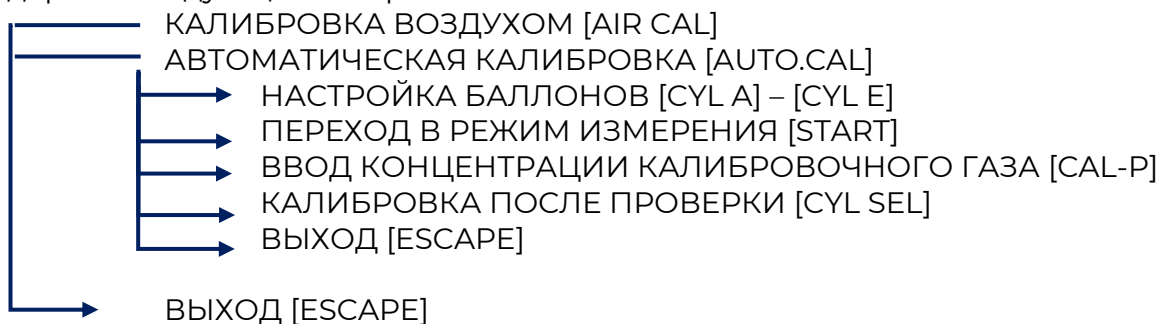 КАЛИБРОВКА ВОЗДУХОМ [AIR CAL]
АВТОМАТИЧЕСКАЯ КАЛИБРОВКА [AUTO.CAL]
НАСТРОЙКА БАЛЛОНОВ [CYL A] – [CYL E]
ПЕРЕХОД В РЕЖИМ ИЗМЕРЕНИЯ [START]
ВВОД КОНЦЕНТРАЦИИ КАЛИБРОВОЧНОГО ГАЗА [CAL-P]
КАЛИБРОВКА ПОСЛЕ ПРОВЕРКИ [CYL SEL]
ВЫХОД [ESCAPE]
ВЫХОД [ESCAPE]